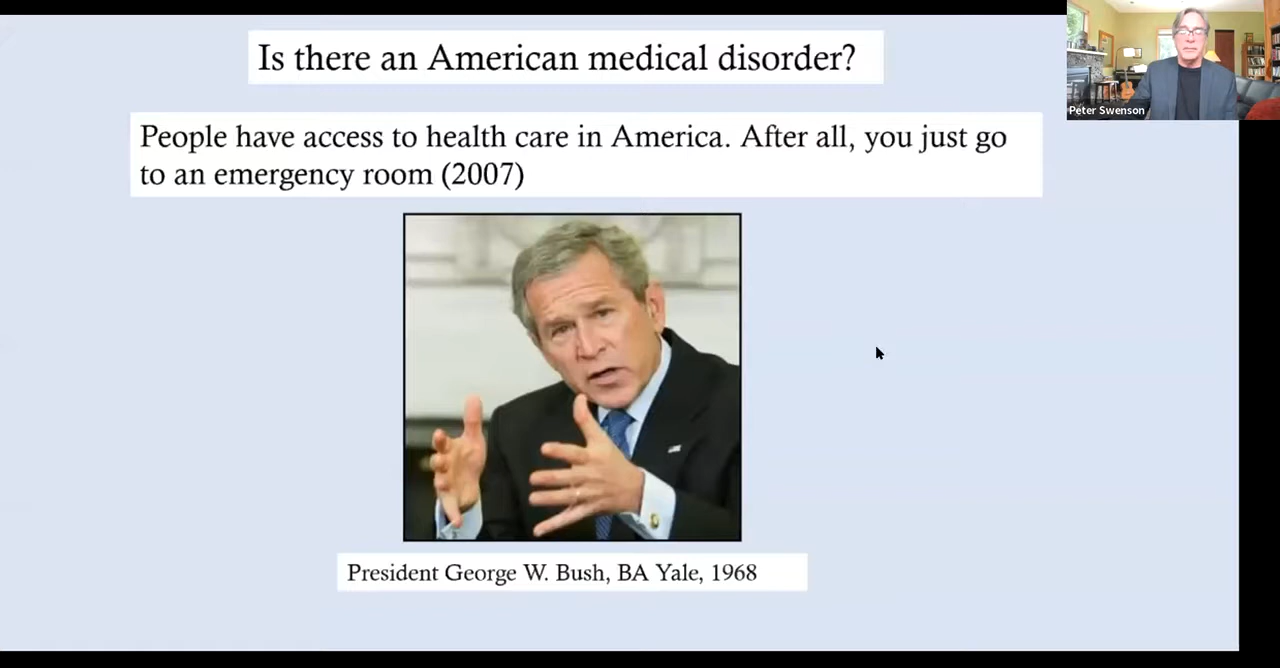 Is there an American medical disorder?
Peter Swenson
People have access to health care in America. After all, you just go
to an emergency room (2007)
President George W. Bush, BA Yale, 1968